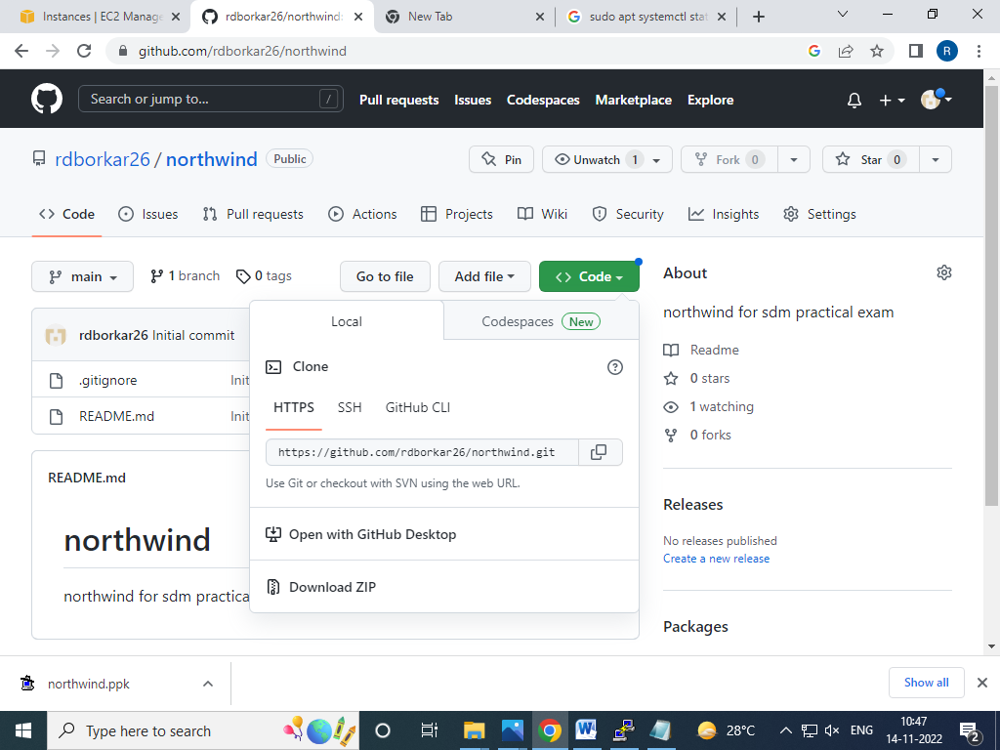 Instances | EC2 Manage
rdborkar26/northwind:
New Tab
sudo apt systemctl stat
github.com/rdborkar26/northwind
R
Search or jump to...
/
Pull requests Issues Codespaces Marketplace Explore
rdborkar26 / northwind Public
Pin
Unwatch 1
Fork 0
Star 0
Code Issues Pull requests Actions Projects Wiki Security Insights Settings
main 1 branch 0 tags Go to file Add file Code
About
northwind for sdm practical exam
Readme
0 stars
1 watching
0 forks
Releases
No releases published
Create a new release
Packages
rdborkar26 Initial commit
.gitignore Init
README.md Init
Local Codespaces New
Clone
HTTPS SSH GitHub CLI
https://github.com/rdborkar26/northwind.git
Use Git or checkout with SVN using the web URL.
Open with GitHub Desktop
Download ZIP
README.md
northwind
northwind for sdm practica
northwind.ppk
Show all
Type here to search
28°C
ENG
10:47
14-11-2022
2